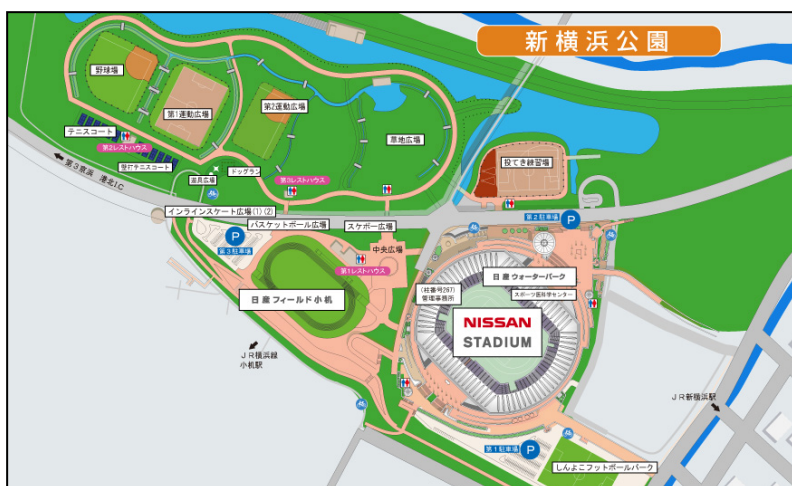 新横浜公園
野球場
第1運動広場
第2運動広場
草地広場
テニスコート
第2レストハウス
壁打テニスコート
第3京浜 港北IC
遊具広場
ドッグラン
第3レストハウス
投てき練習場
インラインスケート広場(1)(2)
バスケットボール広場
スケボー広場
第2駐車場
P
P
第3駐車場
中央広場
第1レストハウス
日産フィールド小机
(柱番号267)
管理事務所
日産ウォーターパーク
スポーツ医科学センター
NISSAN
STADIUM
JR横浜線
小机駅
JR新横浜駅
第1駐車場
P
しんよこフットボールパーク